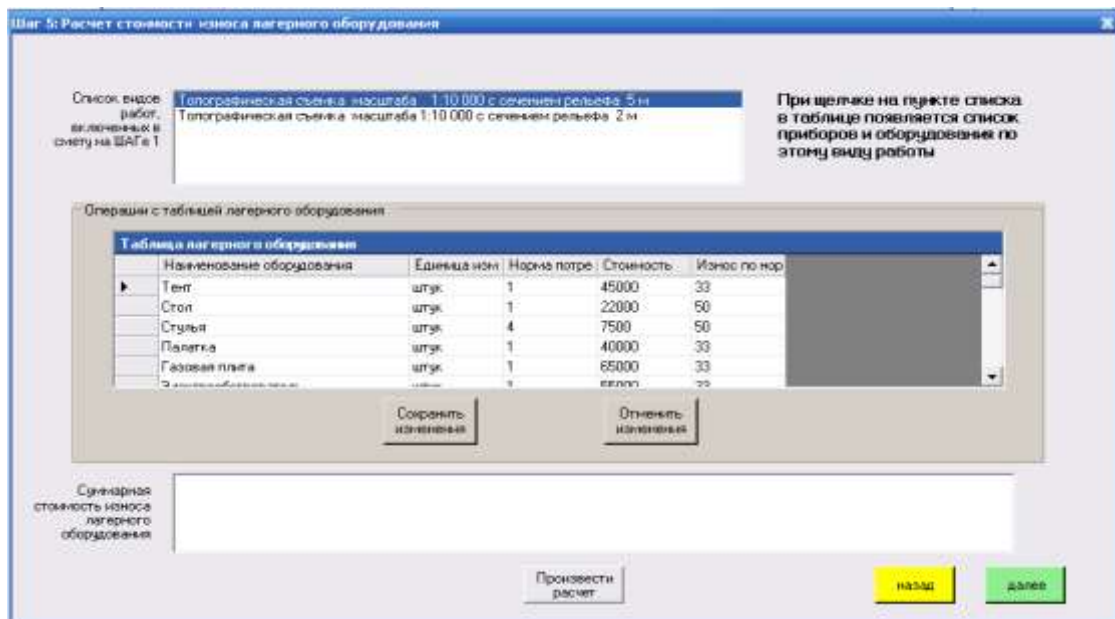 Шаг 5: Расчет стоимости износа лагерного оборудования
Список видов
работ,
включенных в
смету на ШАГе 1
Топографическая съемка масштаба 1:10 000 с сечением рельефа 5 м
Топографическая съемка масштаба 1:10 000 с сечением рельефа 2 м
При щелчке на пункте списка
в таблице появляется список
приборов и оборудования по
этому виду работы
Операции с таблицей лагерного оборудования
Таблица лагерного оборудования
Наименование оборудования Единица изм Норма потре Стоимость Износ по нор
Тент штук 1 45000 33
Стол штук 1 22000 50
Стулья штук 4 7500 50
Палатка штук 1 40000 33
Газовая плита штук 1 65000 33
Сохранить
изменения
Отменить
изменения
Суммарная
стоимость износа
лагерного
оборудования
Произвести
расчет
назад
далее